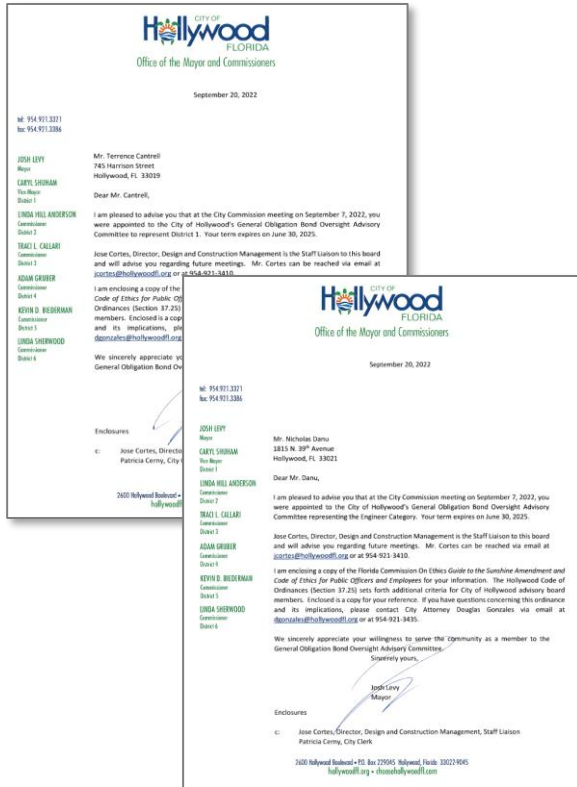 CITY OF
Hollywood
FLORIDA
Office of the Mayor and Commissioners
September 20, 2022
tel: 954.921.3321
fax: 954.921.3386
JOSH LEVY
Mayor
CARYL SHUHAM
Vice Mayor
District 1
LINDA HILL ANDERSON
Commissioner
District 2
TRACI L. CALLARI
Commissioner
District 3
ADAM GRUBER
Commissioner
District 4
KEVIN D. BIEDERMAN
Commissioner
District 5
LINDA SHERWOOD
Commissioner
District 6
Mr. Terrence Cantrell
745 Harrison Street
Hollywood, FL 33019
Dear Mr. Cantrell,
I am pleased to advise you that at the City Commission meeting on September 7, 2022, you
were appointed to the City of Hollywood's General Obligation Bond Oversight Advisory
Committee to represent District 1. Your term expires on June 30, 2025.
Jose Cortes, Director, Design and Construction Management is the Staff Liaison to this board
and will advise you regarding future meetings. Mr. Cortes can be reached via email at
jcortes@hollywoodfl.org or at 954-921-3410.
I am enclosing a copy of the
Code of Ethics for Public Off
Ordinances (Section 37.25)
members. Enclosed is a cop
and its implications, ple
dgonzales@hollywoodfl.org
We sincerely appreciate yo
General Obligation Bond Ov
Enclosures
c: Jose Cortes, Directo
Patricia Cerny, City
2600 Hollywood Boulevard •
hollywoodf
CITY OF
Hollywood
FLORIDA
Office of the Mayor and Commissioners
September 20, 2022
tel: 954.921.3321
fax: 954.921.3386
JOSH LEVY
Mayor
CARYL SHUHAM
Vice Mayor
District 1
LINDA HILL ANDERSON
Commissioner
District 2
TRACI L. CALLARI
Commissioner
District 3
ADAM GRUBER
Commissioner
District 4
KEVIN D. BIEDERMAN
Commissioner
District 5
LINDA SHERWOOD
Commissioner
District 6
Mr. Nicholas Danu
1815 N. 39th Avenue
Hollywood, FL 33021
Dear Mr. Danu,
I am pleased to advise you that at the City Commission meeting on September 7, 2022, you
were appointed to the City of Hollywood's General Obligation Bond Oversight Advisory
Committee representing the Engineer Category. Your term expires on June 30, 2025.
Jose Cortes, Director, Design and Construction Management is the Staff Liaison to this board
and will advise you regarding future meetings. Mr. Cortes can be reached via email at
jcortes@hollywoodfl.org or at 954-921-3410.
I am enclosing a copy of the Florida Commission On Ethics Guide to the Sunshine Amendment and
Code of Ethics for Public Officers and Employees for your information. The Hollywood Code of
Ordinances (Section 37.25) sets forth additional criteria for City of Hollywood advisory board
members. Enclosed is a copy for your reference. If you have questions concerning this ordinance
and its implications, please contact City Attorney Douglas Gonzales via email at
dgonzales@hollywoodfl.org or at 954-921-3435.
We sincerely appreciate your willingness to serve the community as a member to the
General Obligation Bond Oversight Advisory Committee.
Sincerely yours,
Josh Levy
Mayor
Enclosures
c: Jose Cortes, Director, Design and Construction Management, Staff Liaison
Patricia Cerny, City Clerk
2600 Hollywood Boulevard • P.O. Box 229045 Hollywood, Florida 33022-9045
hollywoodfl.org • choosehollywoodfl.com